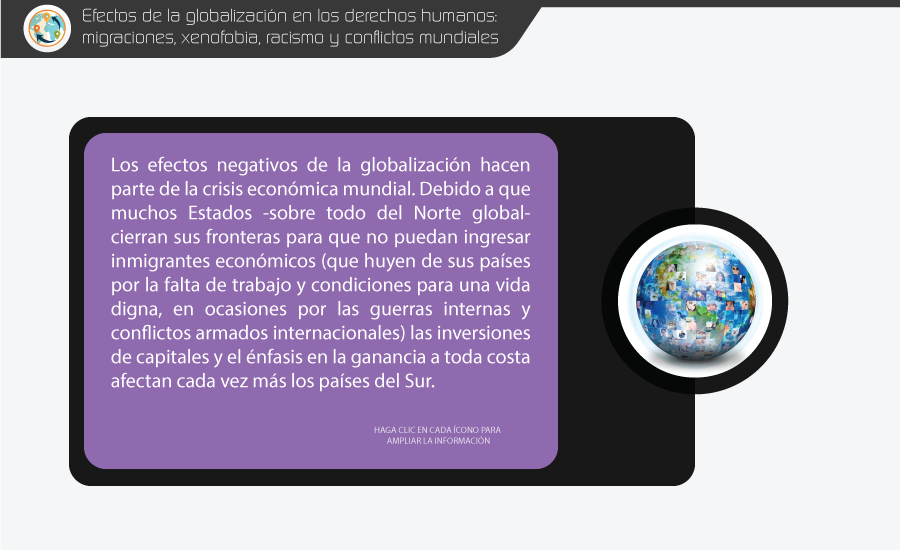 Efectos de la globalización en los derechos humanos:
migraciones, xenofobia, racismo y conflictos mundiales
Los efectos negativos de la globalización hacen
parte de la crisis económica mundial. Debido a que
muchos Estados -sobre todo del Norte global-
cierran sus fronteras para que no puedan ingresar
inmigrantes económicos (que huyen de sus países
por la falta de trabajo y condiciones para una vida
digna, en ocasiones por las guerras internas y
conflictos armados internacionales) las inversiones
de capitales y el énfasis en la ganancia a toda costa
afectan cada vez más los países del Sur.
HAGA CLIC EN CADA ÍCONO PARA
AMPLIAR LA INFORMACIÓN